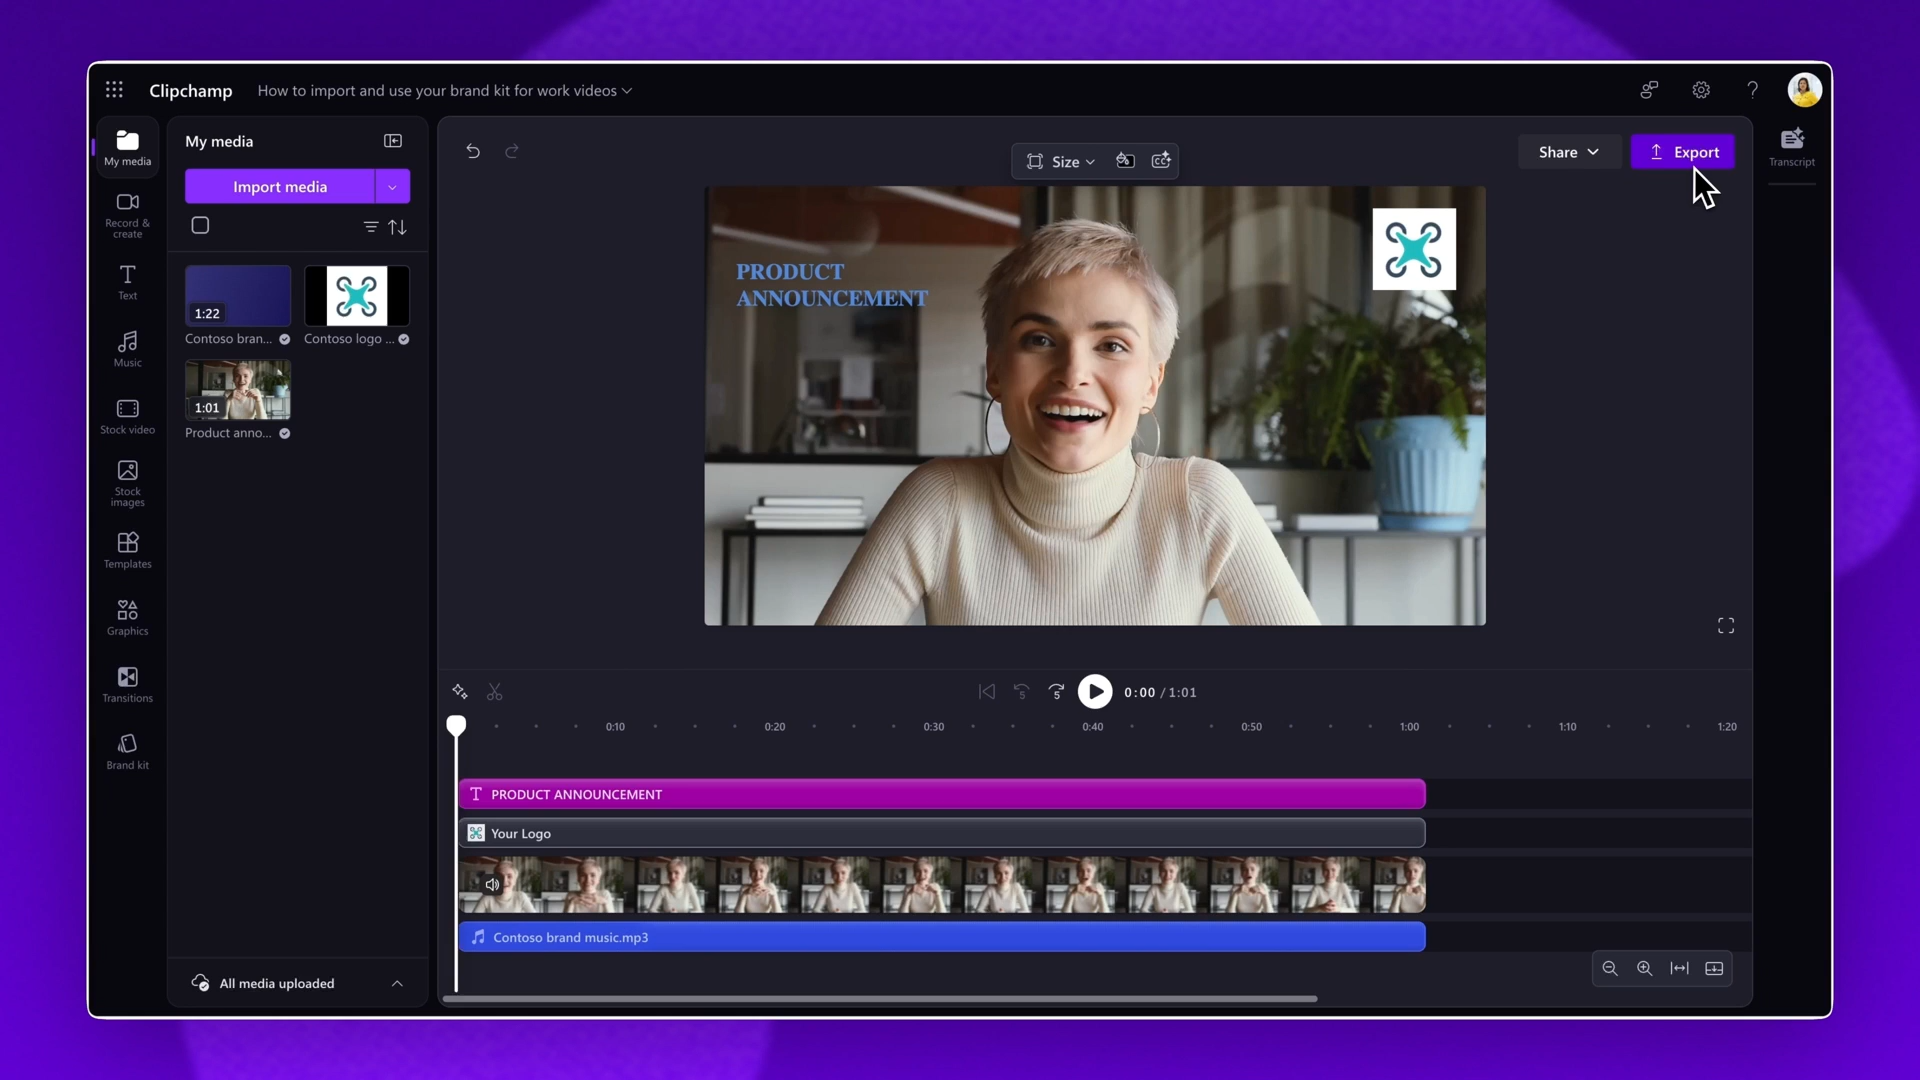 Clipchamp
How to import and use your brand kit for work videos
My media
Record &
create
Text
Music
Stock video
Stock
images
Templates
Graphics
Transitions
Brand kit
My media
Import media
1:22
Contoso bran...
Contoso logo ...
1:01
Product anno...
All media uploaded
Size
CC
Share
Export
Transcript
PRODUCT
ANNOUNCEMENT
5
5
0:00 / 1:01
0:10 0:20 0:30 0:40 0:50 1:00 1:10 1:20
T PRODUCT ANNOUNCEMENT
Your Logo
Contoso brand music.mp3